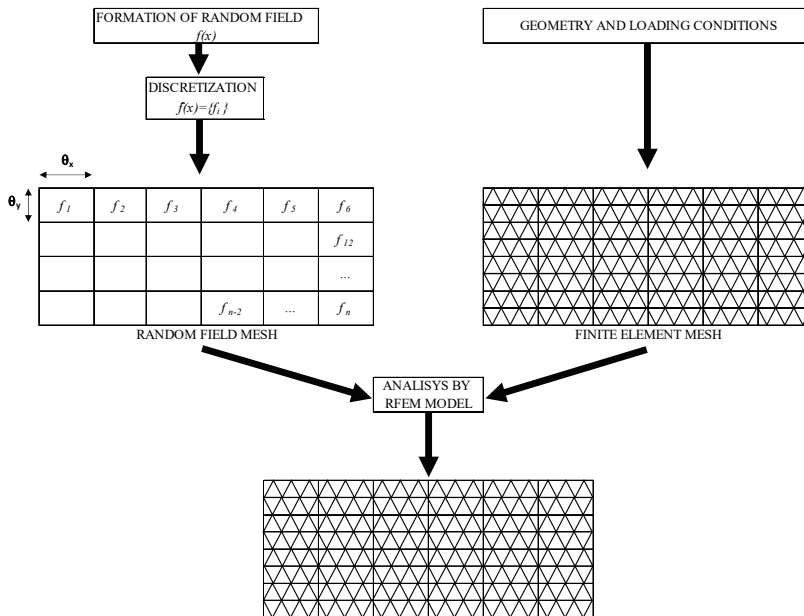 FORMATION OF RANDOM FIELD
f(x)
GEOMETRY AND LOADING CONDITIONS
DISCRETIZATION
f(x)={fᵢ}
θₓ
θᵧ
f₁ f₂ f₃ f₄ f₅ f₆
f₁₂
...
fₙ₋₂ ... fₙ
RANDOM FIELD MESH
FINITE ELEMENT MESH
ANALISYS BY
RFEM MODEL